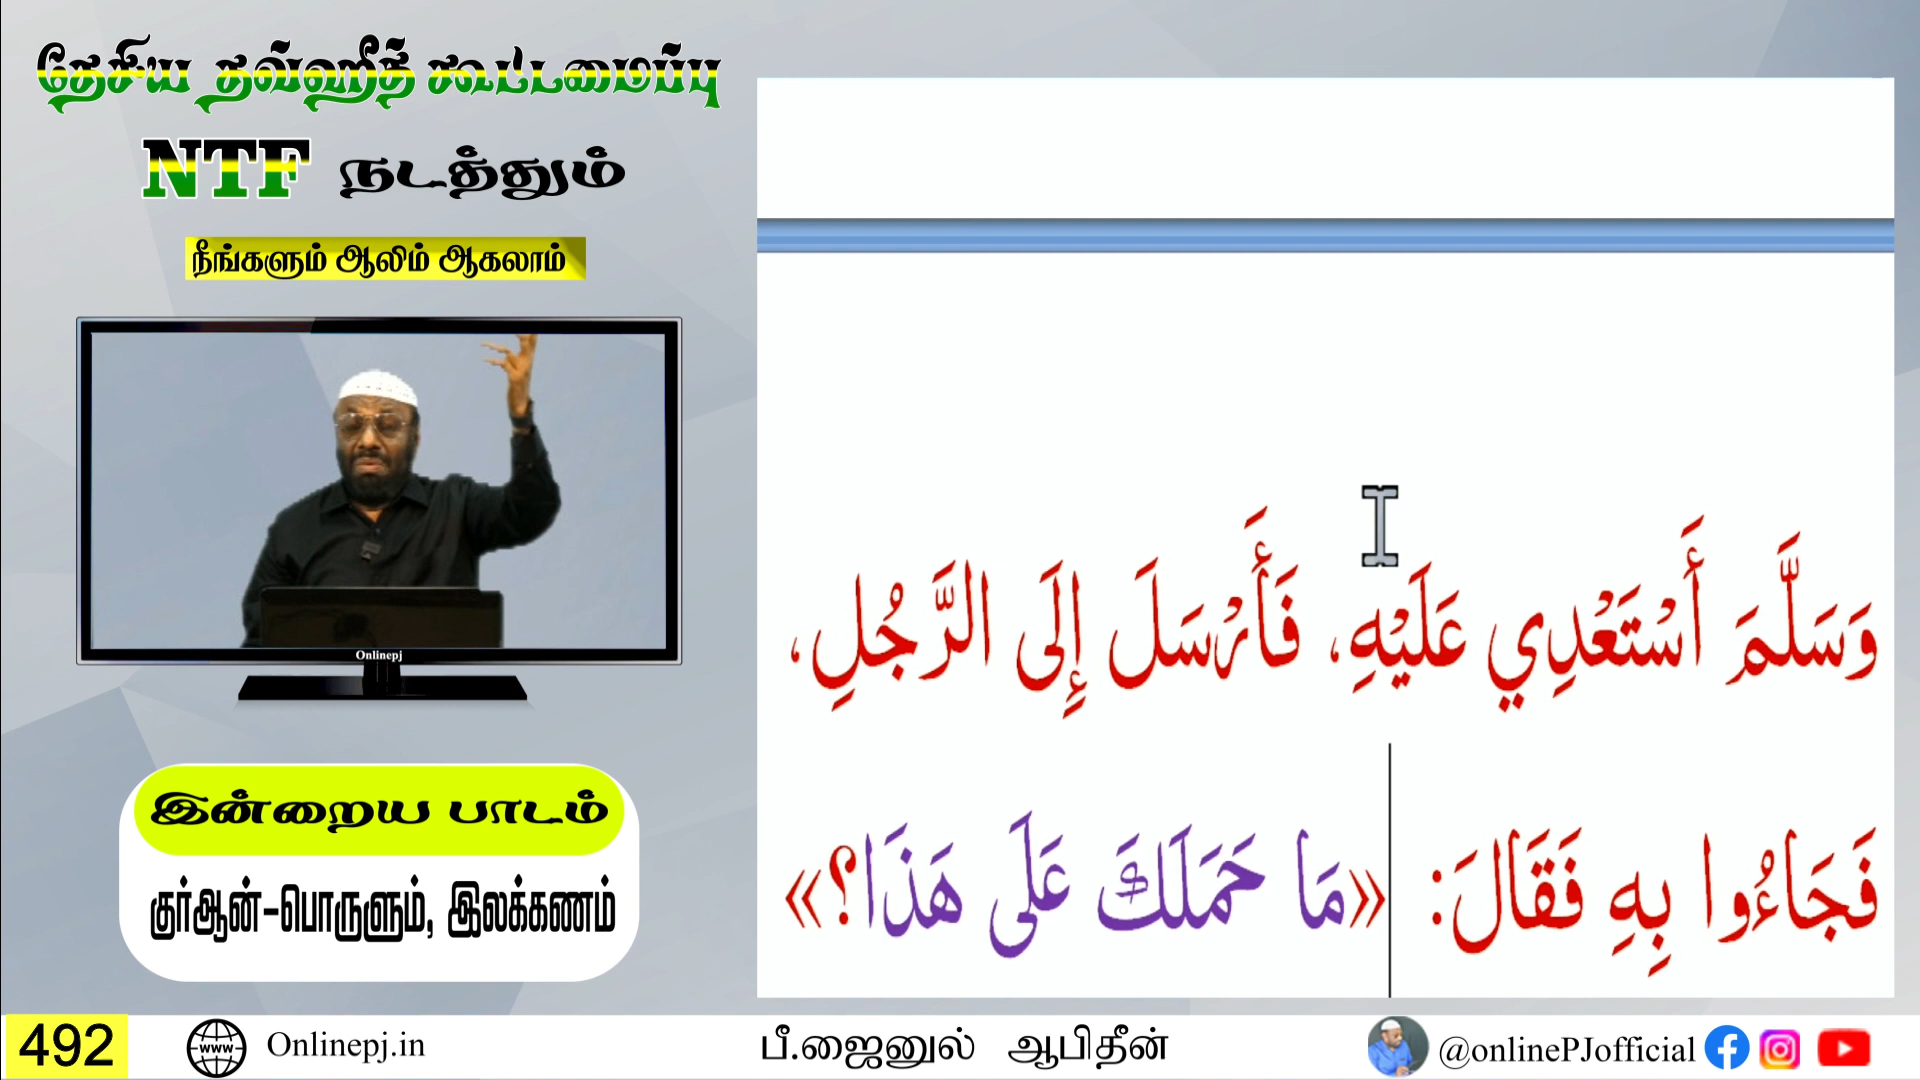 தேசிய தவ்ஹீத் கூட்டமைப்பு
NTF நடத்தும்
நீங்களும் ஆலிம் ஆகலாம்
Onlinepj
இன்றைய பாடம்
குர்ஆன்-பொருளும், இலக்கணம்
وَسَلَّمَ أَسْتَعْدِي عَلَيْهِ، فَأَرْسَلَ إِلَى الرَّجُلِ،
فَجَاءُوا بِهِ فَقَالَ: «مَا حَمَلَكَ عَلَى هَذَا؟»
492
www
Onlinepj.in
பீ.ஜைனுல் ஆபிதீன்
@onlinePJofficial